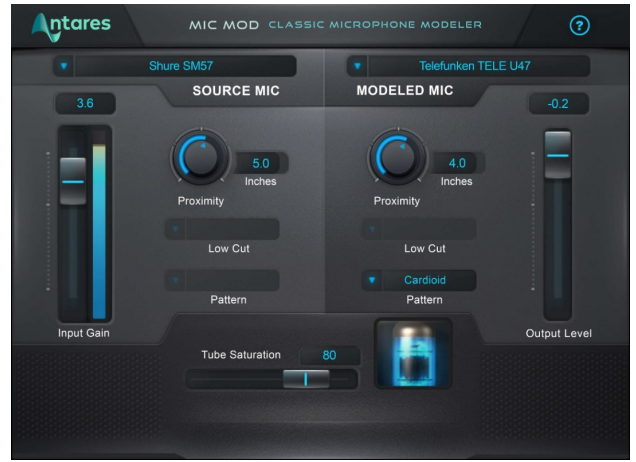 Antares
MIC MOD CLASSIC MICROPHONE MODELER
?
Shure SM57
Telefunken TELE U47
SOURCE MIC
MODELED MIC
3.6
-0.2
5.0
Inches
Proximity
4.0
Inches
Proximity
Low Cut
Low Cut
Cardioid
Pattern
Pattern
Input Gain
Output Level
Tube Saturation
80